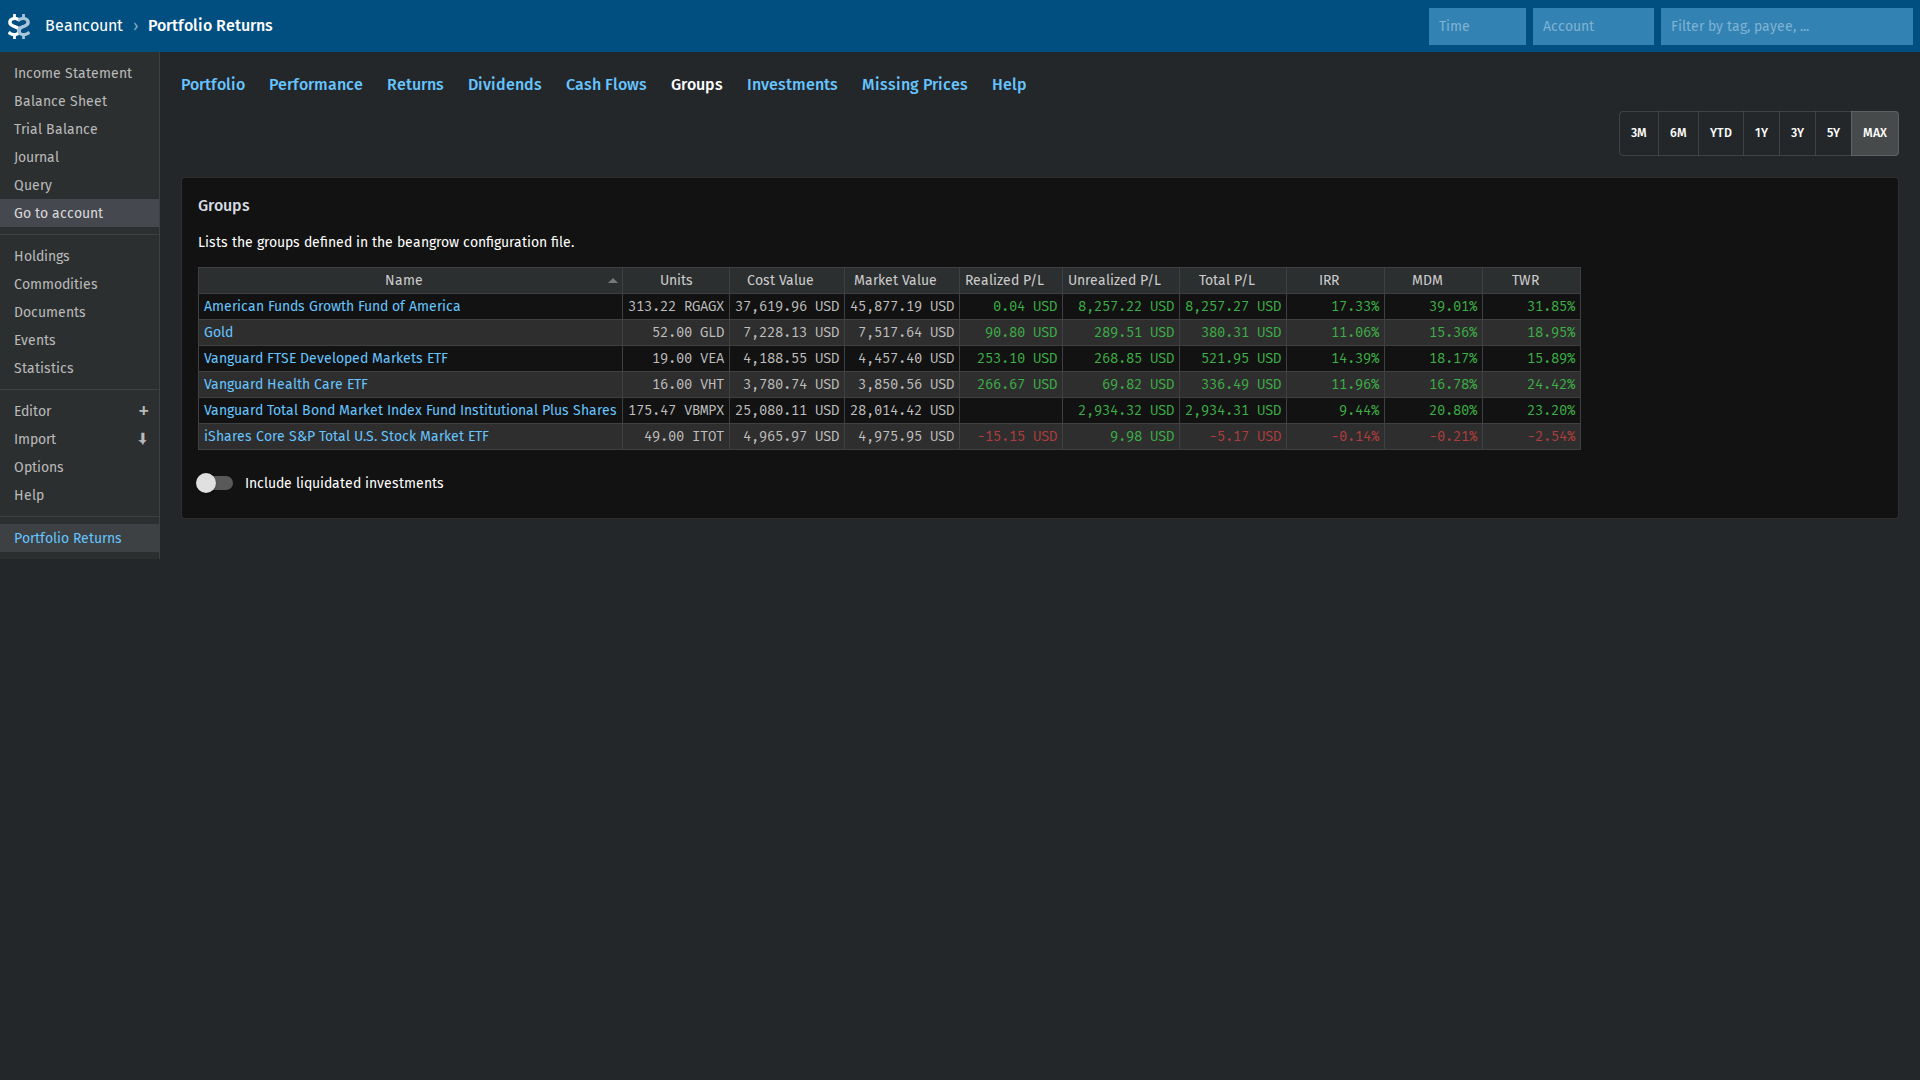 Beancount › Portfolio Returns
Time
Account
Filter by tag, payee, ...
Income Statement
Balance Sheet
Trial Balance
Journal
Query
Go to account
Holdings
Commodities
Documents
Events
Statistics
Editor +
Import
Options
Help
Portfolio Returns
Portfolio Performance Returns Dividends Cash Flows Groups Investments Missing Prices Help
3M 6M YTD 1Y 3Y 5Y MAX
Groups
Lists the groups defined in the beangrow configuration file.
Name Units Cost Value Market Value Realized P/L Unrealized P/L Total P/L IRR MDM TWR
American Funds Growth Fund of America 313.22 RGAGX 37,619.96 USD 45,877.19 USD 0.04 USD 8,257.22 USD 8,257.27 USD 17.33% 39.01% 31.85%
Gold 52.00 GLD 7,228.13 USD 7,517.64 USD 90.80 USD 289.51 USD 380.31 USD 11.06% 15.36% 18.95%
Vanguard FTSE Developed Markets ETF 19.00 VEA 4,188.55 USD 4,457.40 USD 253.10 USD 268.85 USD 521.95 USD 14.39% 18.17% 15.89%
Vanguard Health Care ETF 16.00 VHT 3,780.74 USD 3,850.56 USD 266.67 USD 69.82 USD 336.49 USD 11.96% 16.78% 24.42%
Vanguard Total Bond Market Index Fund Institutional Plus Shares 175.47 VBMPX 25,080.11 USD 28,014.42 USD 2,934.32 USD 2,934.31 USD 9.44% 20.80% 23.20%
iShares Core S&P Total U.S. Stock Market ETF 49.00 ITOT 4,965.97 USD 4,975.95 USD -15.15 USD 9.98 USD -5.17 USD -0.14% -0.21% -2.54%
Include liquidated investments